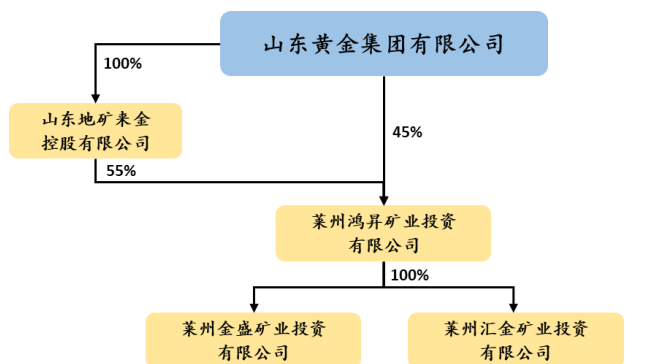 山东黄金集团有限公司
100%
山东地矿来金
控股有限公司
45%
55%
莱州鸿昇矿业投资
有限公司
100%
莱州金盛矿业投资
有限公司
莱州汇金矿业投资
有限公司